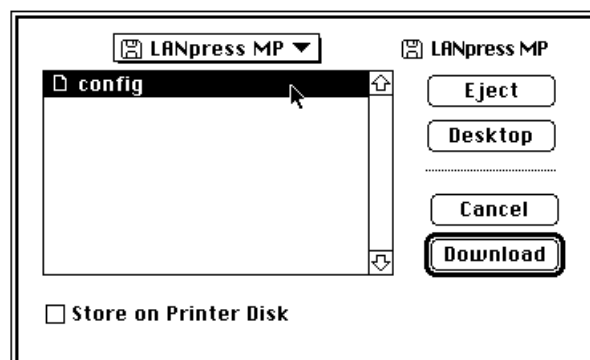 LANpress MP
LANpress MP
config
Eject
Desktop
Cancel
Download
Store on Printer Disk